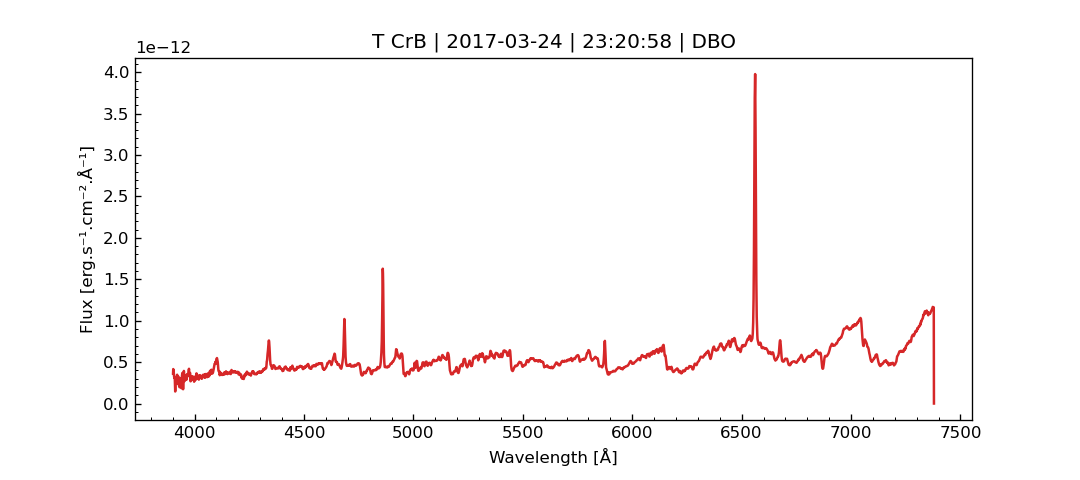 T CrB | 2017-03-24 | 23:20:58 | DBO
1e−12
4.0
3.5
3.0
2.5
2.0
1.5
1.0
0.5
0.0
Flux [erg.s⁻¹.cm⁻².Å⁻¹]
4000 4500 5000 5500 6000 6500 7000 7500
Wavelength [Å]